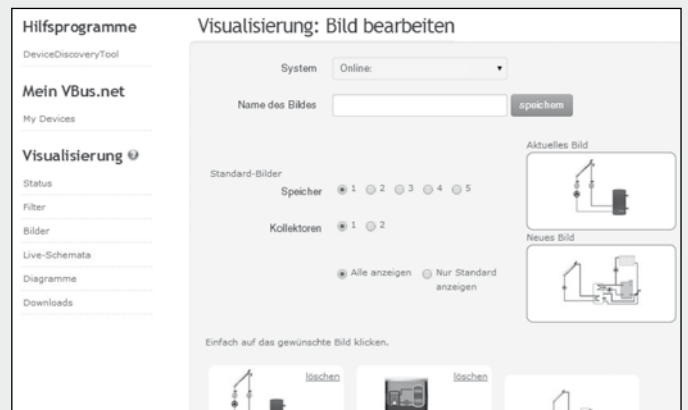 Hilfsprogramme
DeviceDiscoveryTool
Mein VBus.net
My Devices
Visualisierung
Status
Filter
Bilder
Live-Schemata
Diagramme
Downloads
Visualisierung: Bild bearbeiten
System Online:
Name des Bildes speichern
Aktuelles Bild
Standard-Bilder
Speicher 1 2 3 4 5
Kollektoren 1 2
Neues Bild
Alle anzeigen Nur Standard
anzeigen
Einfach auf das gewünschte Bild klicken.
löschen löschen